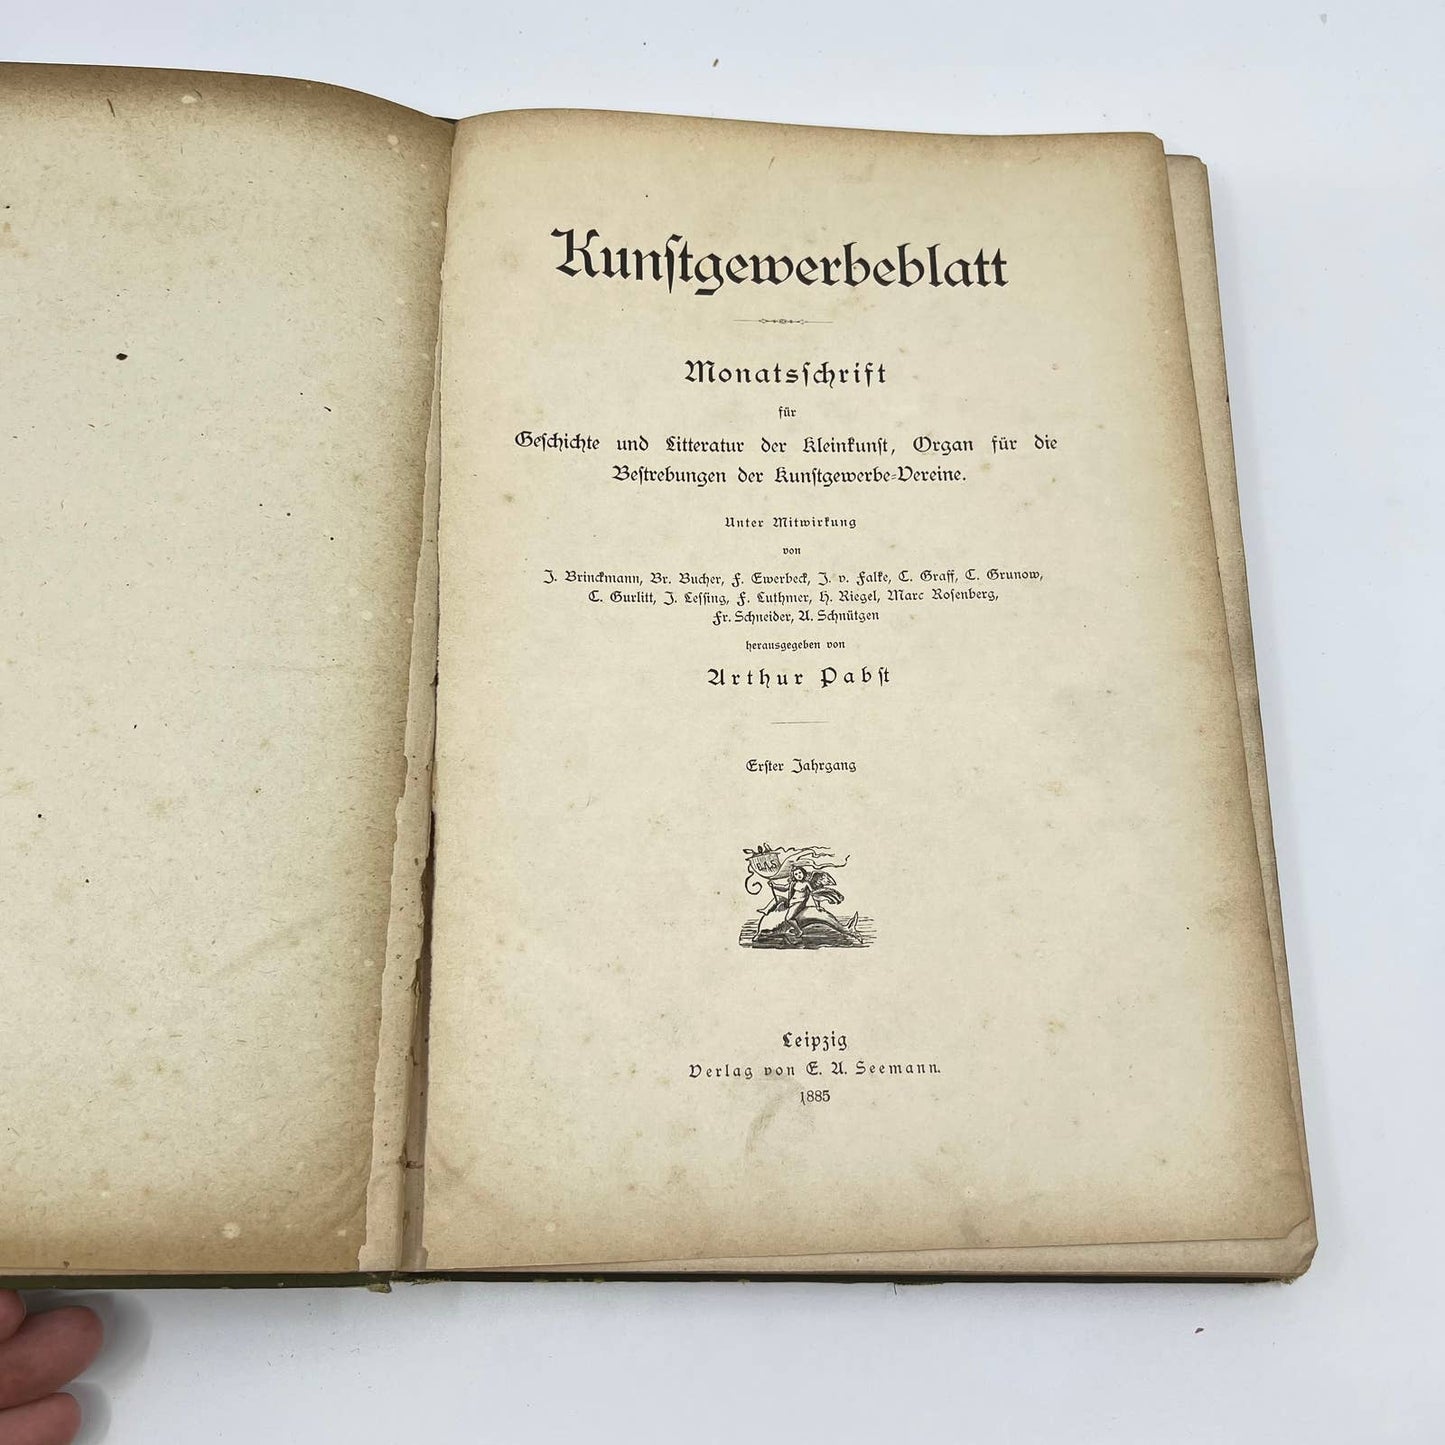 Kunſtgewerbeblatt
Monatsſchrift
für
Geſchichte und Litteratur der Kleinkunſt, Organ für die
Beſtrebungen der Kunſtgewerbe-Vereine.
Unter Mitwirkung
von
J. Brinckmann, Br. Bucher, F. Ewerbeck, J. v. Falke, C. Graff, C. Grunow,
C. Gurlitt, J. Leſſing, F. Luthmer, H. Riegel, Marc Roſenberg,
Fr. Schneider, A. Schnütgen
herausgegeben von
Arthur Pabſt
Erſter Jahrgang
E.A.S.
Leipzig
Verlag von E. A. Seemann.
1885